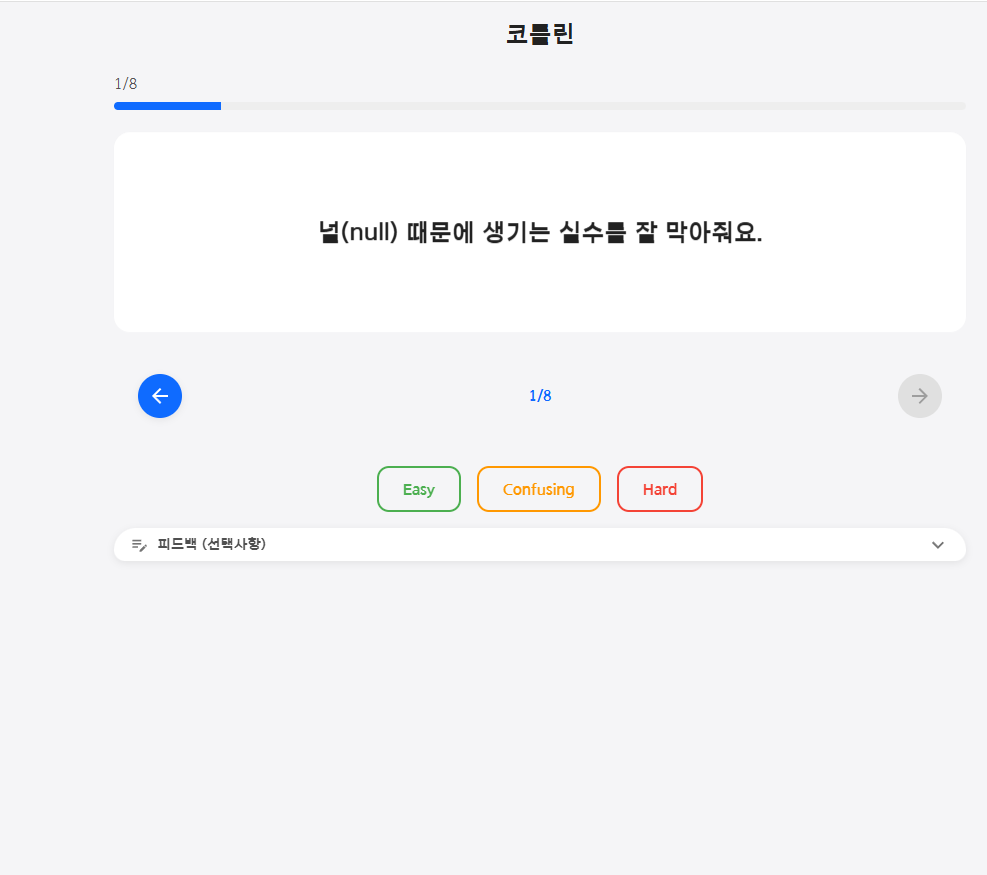 코틀린
1/8
널(null) 때문에 생기는 실수를 잘 막아줘요.
1/8
Easy
Confusing
Hard
피드백 (선택사항)